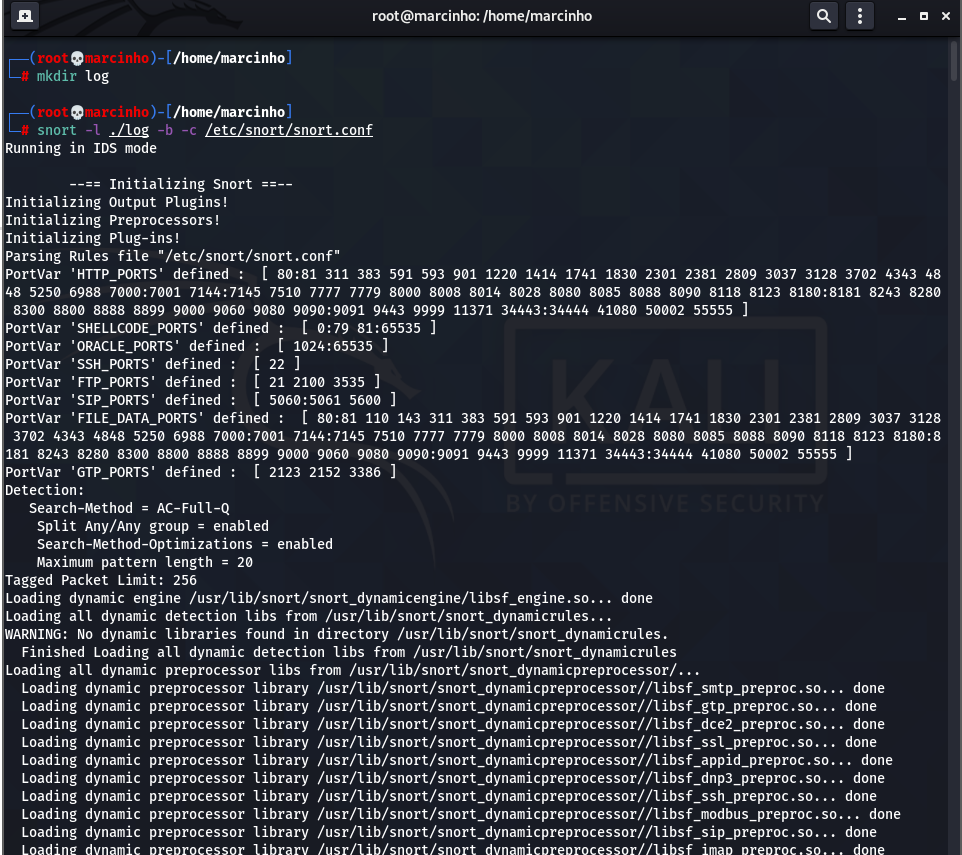 root@marcinho: /home/marcinho
┌──(root💀marcinho)-[/home/marcinho]
└─# mkdir log
┌──(root💀marcinho)-[/home/marcinho]
└─# snort -l ./log -b -c /etc/snort/snort.conf
Running in IDS mode
--== Initializing Snort ==--
Initializing Output Plugins!
Initializing Preprocessors!
Initializing Plug-ins!
Parsing Rules file "/etc/snort/snort.conf"
PortVar 'HTTP_PORTS' defined :  [ 80:81 311 383 591 593 901 1220 1414 1741 1830 2301 2381 2809 3037 3128 3702 4343 48
48 5250 6988 7000:7001 7144:7145 7510 7777 7779 8000 8008 8014 8028 8080 8085 8088 8090 8118 8123 8180:8181 8243 8280
8300 8800 8888 8899 9000 9060 9080 9090:9091 9443 9999 11371 34443:34444 41080 50002 55555 ]
PortVar 'SHELLCODE_PORTS' defined :  [ 0:79 81:65535 ]
PortVar 'ORACLE_PORTS' defined :  [ 1024:65535 ]
PortVar 'SSH_PORTS' defined :  [ 22 ]
PortVar 'FTP_PORTS' defined :  [ 21 2100 3535 ]
PortVar 'SIP_PORTS' defined :  [ 5060:5061 5600 ]
PortVar 'FILE_DATA_PORTS' defined :  [ 80:81 110 143 311 383 591 593 901 1220 1414 1741 1830 2301 2381 2809 3037 3128
3702 4343 4848 5250 6988 7000:7001 7144:7145 7510 7777 7779 8000 8008 8014 8028 8080 8085 8088 8090 8118 8123 8180:8
181 8243 8280 8300 8800 8888 8899 9000 9060 9080 9090:9091 9443 9999 11371 34443:34444 41080 50002 55555 ]
PortVar 'GTP_PORTS' defined :  [ 2123 2152 3386 ]
Detection:
Search-Method = AC-Full-Q
Split Any/Any group = enabled
Search-Method-Optimizations = enabled
Maximum pattern length = 20
Tagged Packet Limit: 256
Loading dynamic engine /usr/lib/snort/snort_dynamicengine/libsf_engine.so... done
Loading all dynamic detection libs from /usr/lib/snort/snort_dynamicrules...
WARNING: No dynamic libraries found in directory /usr/lib/snort/snort_dynamicrules.
Finished Loading all dynamic detection libs from /usr/lib/snort/snort_dynamicrules
Loading all dynamic preprocessor libs from /usr/lib/snort/snort_dynamicpreprocessor/...
Loading dynamic preprocessor library /usr/lib/snort/snort_dynamicpreprocessor//libsf_smtp_preproc.so... done
Loading dynamic preprocessor library /usr/lib/snort/snort_dynamicpreprocessor//libsf_gtp_preproc.so... done
Loading dynamic preprocessor library /usr/lib/snort/snort_dynamicpreprocessor//libsf_dce2_preproc.so... done
Loading dynamic preprocessor library /usr/lib/snort/snort_dynamicpreprocessor//libsf_ssl_preproc.so... done
Loading dynamic preprocessor library /usr/lib/snort/snort_dynamicpreprocessor//libsf_appid_preproc.so... done
Loading dynamic preprocessor library /usr/lib/snort/snort_dynamicpreprocessor//libsf_dnp3_preproc.so... done
Loading dynamic preprocessor library /usr/lib/snort/snort_dynamicpreprocessor//libsf_ssh_preproc.so... done
Loading dynamic preprocessor library /usr/lib/snort/snort_dynamicpreprocessor//libsf_modbus_preproc.so... done
Loading dynamic preprocessor library /usr/lib/snort/snort_dynamicpreprocessor//libsf_sip_preproc.so... done
Loading dynamic preprocessor library /usr/lib/snort/snort_dynamicpreprocessor//libsf_imap_preproc.so... done
KALI
BY OFFENSIVE SECURITY